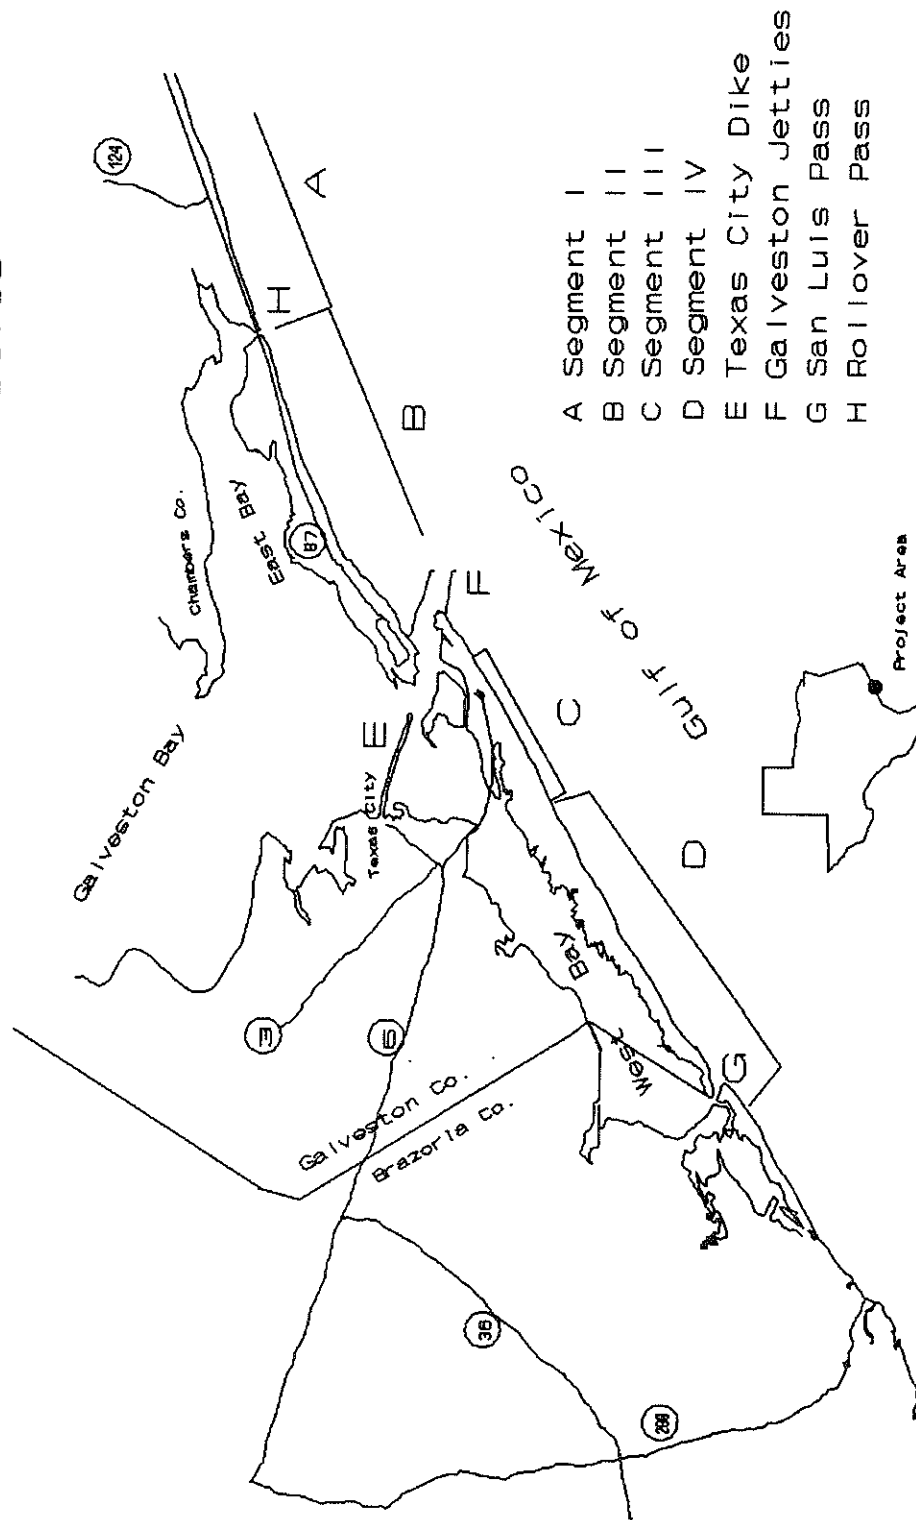 124
A
H
B
Chambers Co.
East Bay
87
Galveston Bay
E
Texas City
F
C
Gulf of Mexico
D
3
6
West Bay
G
Galveston Co.
Brazoria Co.
36
288
A Segment I
B Segment II
C Segment III
D Segment IV
E Texas City Dike
F Galveston Jetties
G San Luis Pass
H Rollover Pass
Project Area